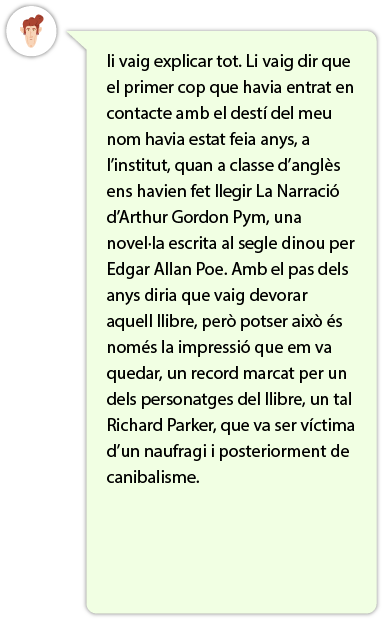 li vaig explicar tot. Li vaig dir que
el primer cop que havia entrat en
contacte amb el destí del meu
nom havia estat feia anys, a
l’institut, quan a classe d’anglès
ens havien fet llegir La Narració
d’Arthur Gordon Pym, una
novel·la escrita al segle dinou per
Edgar Allan Poe. Amb el pas dels
anys diria que vaig devorar
aquell llibre, però potser això és
només la impressió que em va
quedar, un record marcat per un
dels personatges del llibre, un tal
Richard Parker, que va ser víctima
d’un naufragi i posteriorment de
canibalisme.